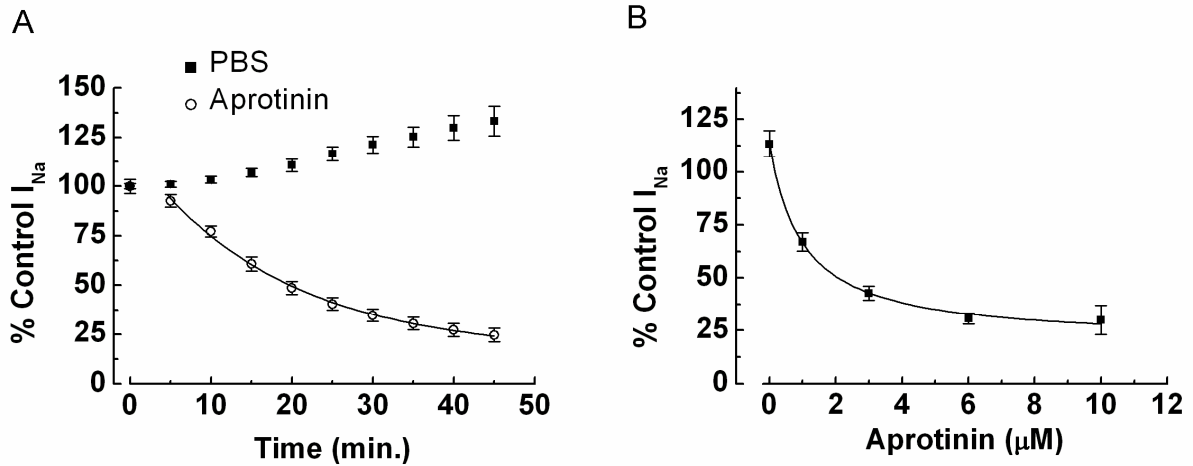 A
PBS
Aprotinin
150
125
100
75
50
25
0
% Control I_Na
0 10 20 30 40 50
Time (min.)
B
125
100
75
50
25
0
% Control I_Na
0 2 4 6 8 10 12
Aprotinin (μM)